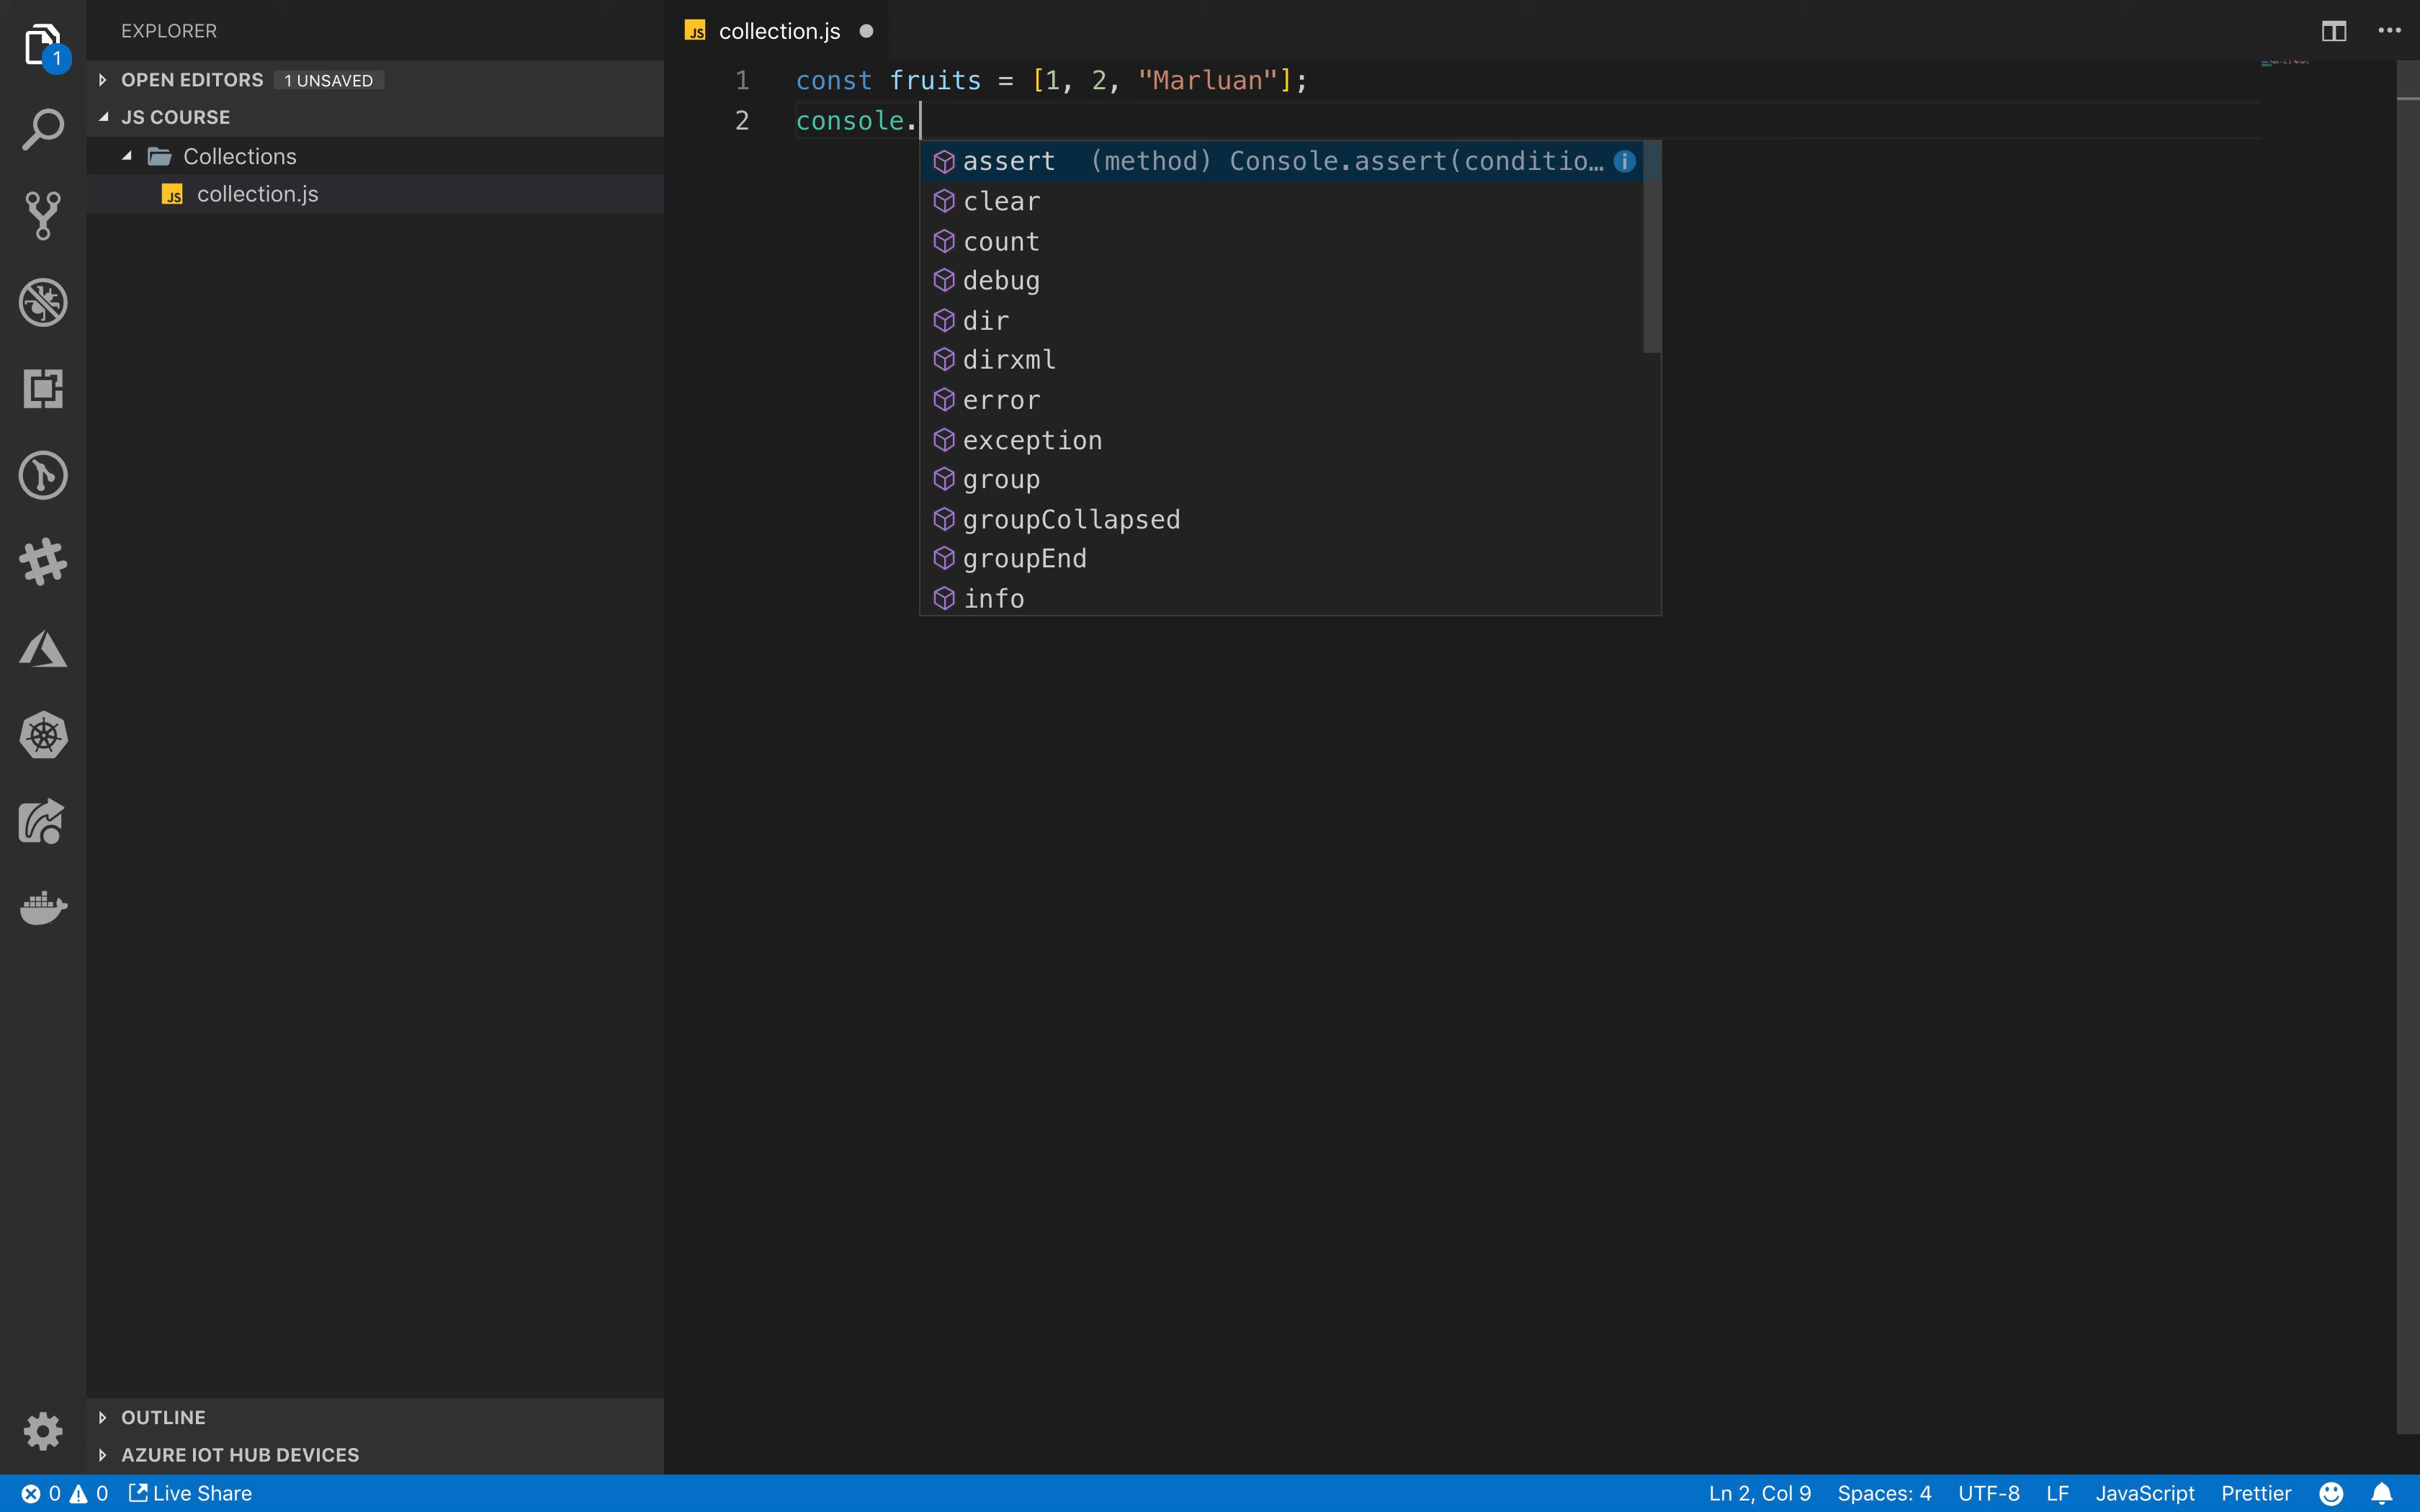 EXPLORER
OPEN EDITORS 1 UNSAVED
JS COURSE
Collections
JS collection.js
OUTLINE
AZURE IOT HUB DEVICES
JS collection.js
1 const fruits = [1, 2, "Marluan"];
2 console.
assert (method) Console.assert(conditio…
clear
count
debug
dir
dirxml
error
exception
group
groupCollapsed
groupEnd
info
1
0 0 Live Share Ln 2, Col 9 Spaces: 4 UTF-8 LF JavaScript Prettier